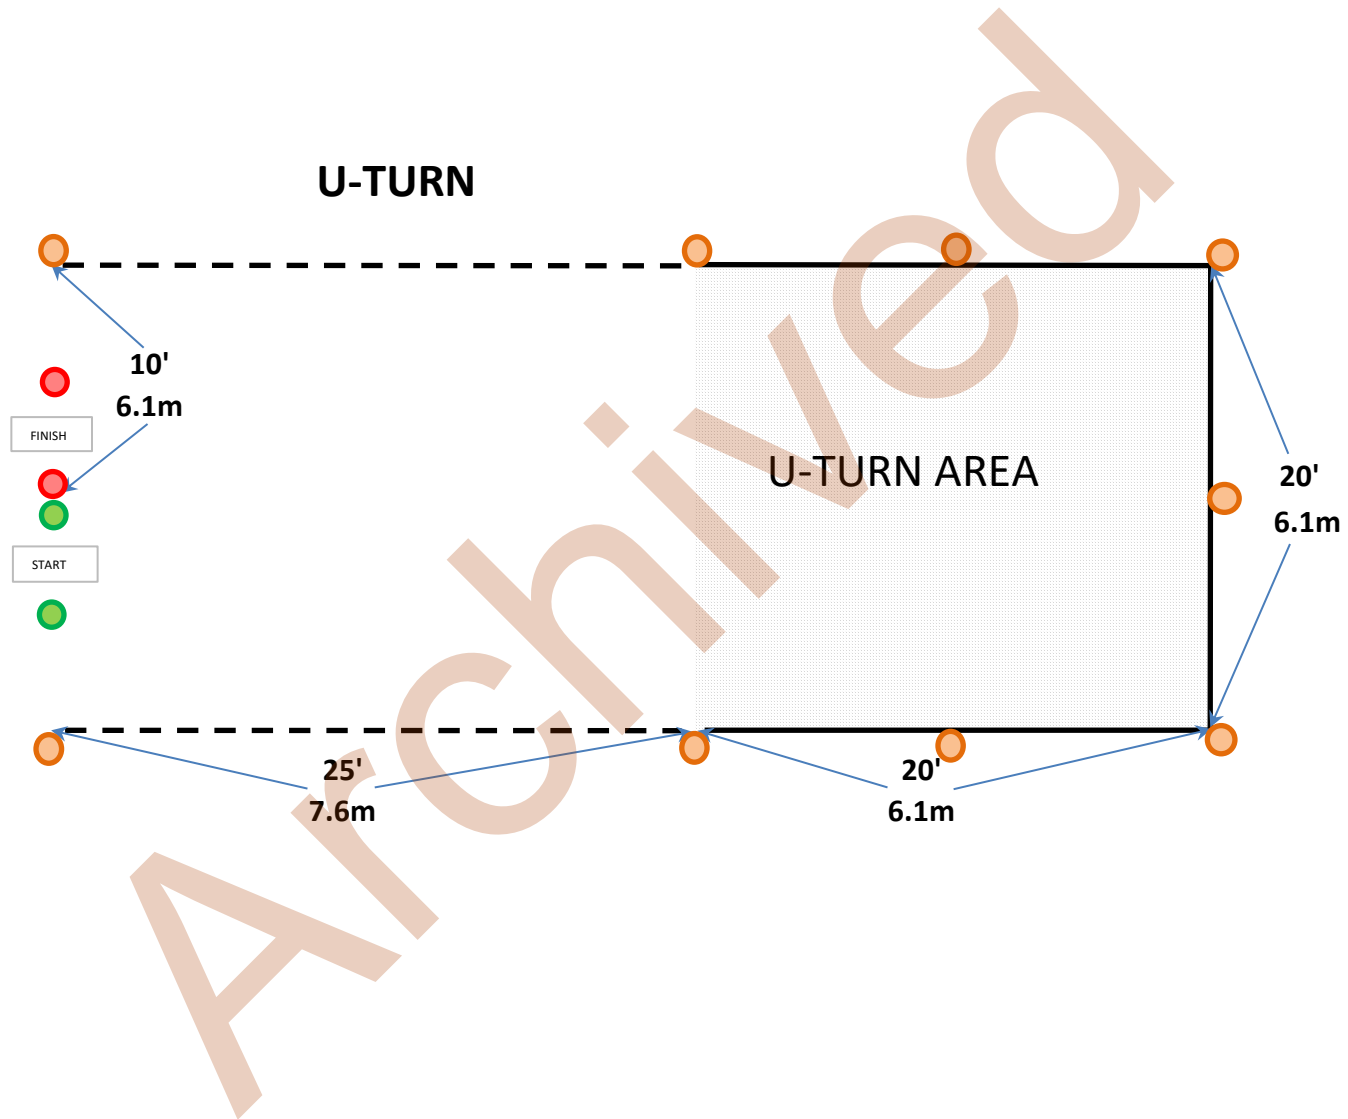 U-TURN
10'
6.1m
FINISH
START
U-TURN AREA
20'
6.1m
25'
7.6m
20'
6.1m
Archived